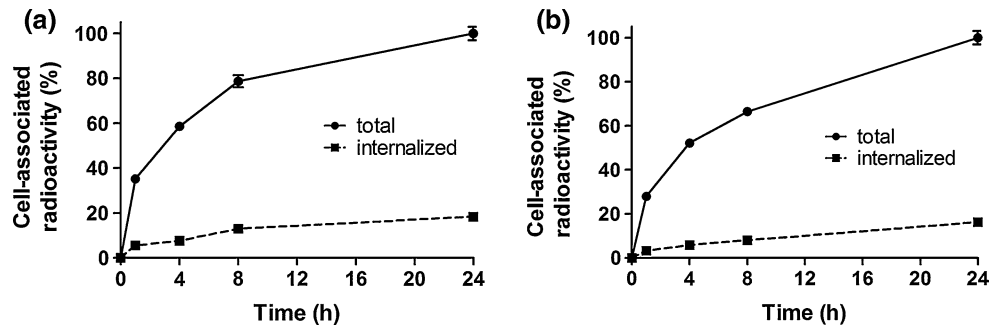 (a)
Cell-associated
radioactivity (%)
100
80
60
40
20
0
total
internalized
0 4 8 12 16 20 24
Time (h)
(b)
Cell-associated
radioactivity (%)
100
80
60
40
20
0
total
internalized
0 4 8 12 16 20 24
Time (h)